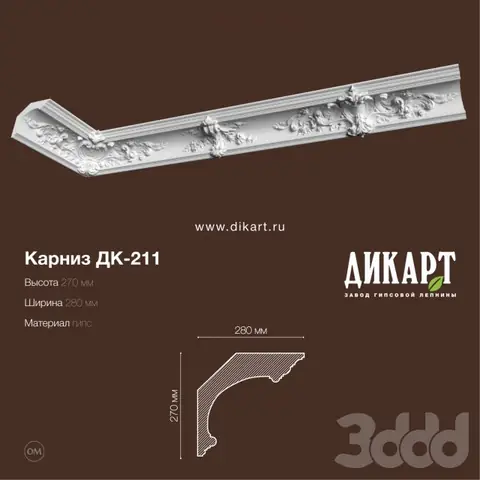 www.dikart.ru
Карниз ДК-211
Высота 270 мм
Ширина 280 мм
Материал гипс
ДИКАРТ
ЗАВОД ГИПСОВОЙ ЛЕПНИНЫ
280 мм
270 мм
ОМ
3ddd